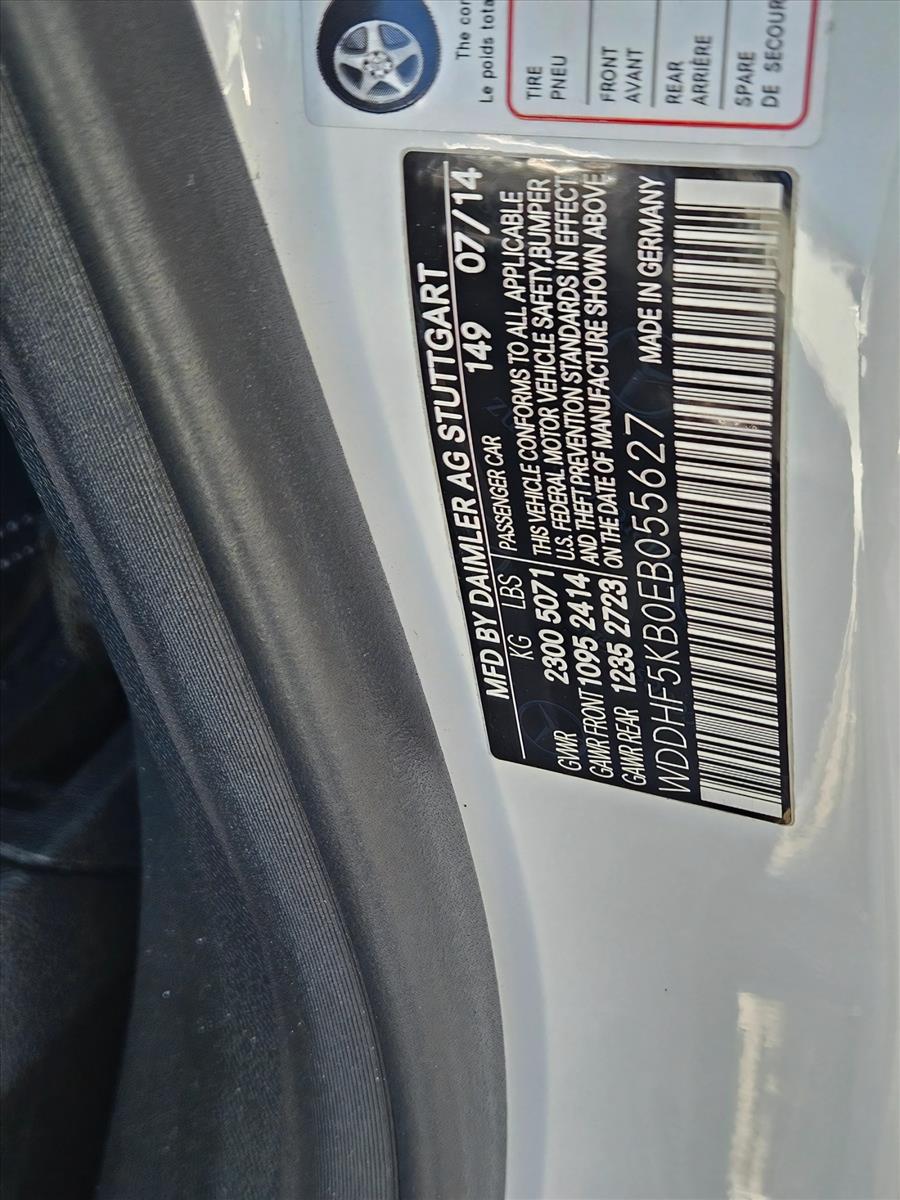 The cor
Le poids tota
TIRE
PNEU
FRONT
AVANT
REAR
ARRIÈRE
SPARE
DE SECOUR
MFD BY DAIMLER AG STUTTGART
KG LBS PASSENGER CAR 149 07/14
GVWR 2300 5071 THIS VEHICLE CONFORMS TO ALL APPLICABLE
GAWR FRONT 1095 2414 U.S. FEDERAL MOTOR VEHICLE SAFETY,BUMPER
GAWR REAR 1235 2723 AND THEFT PREVENTION STANDARDS IN EFFECT
ON THE DATE OF MANUFACTURE SHOWN ABOVE
WDDHF5KB0EB055627 MADE IN GERMANY